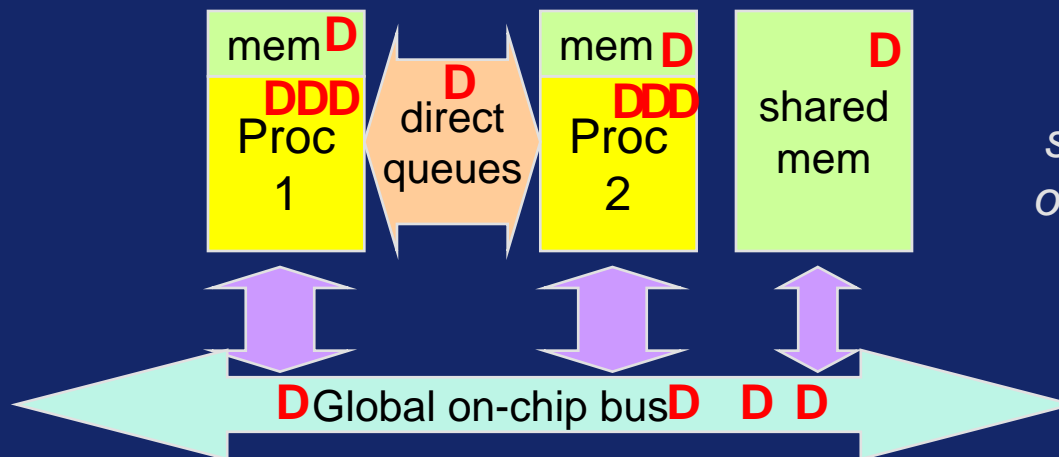 mem D
DDD
Proc
1
D
direct
queues
mem D
DDD
Proc
2
D
shared
mem
s
o
D Global on-chip bus D D D